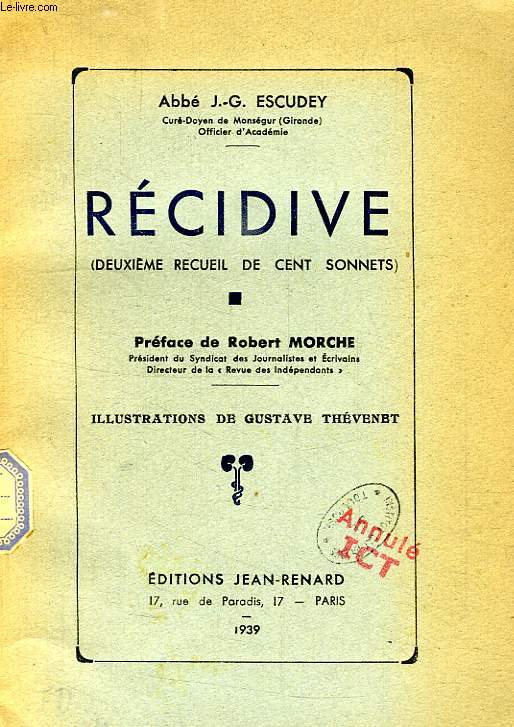 Le-livre.com
Abbé J.-G. ESCUDEY
Curé-Doyen de Monségur (Gironde)
Officier d'Académie
RÉCIDIVE
(DEUXIÈME RECUEIL DE CENT SONNETS)
Préface de Robert MORCHE
Président du Syndicat des Journalistes et Écrivains
Directeur de la « Revue des Indépendants »
ILLUSTRATIONS DE GUSTAVE THÉVENET
Annulé
ICT
ÉDITIONS JEAN-RENARD
17, rue de Paradis, 17 — PARIS
1939